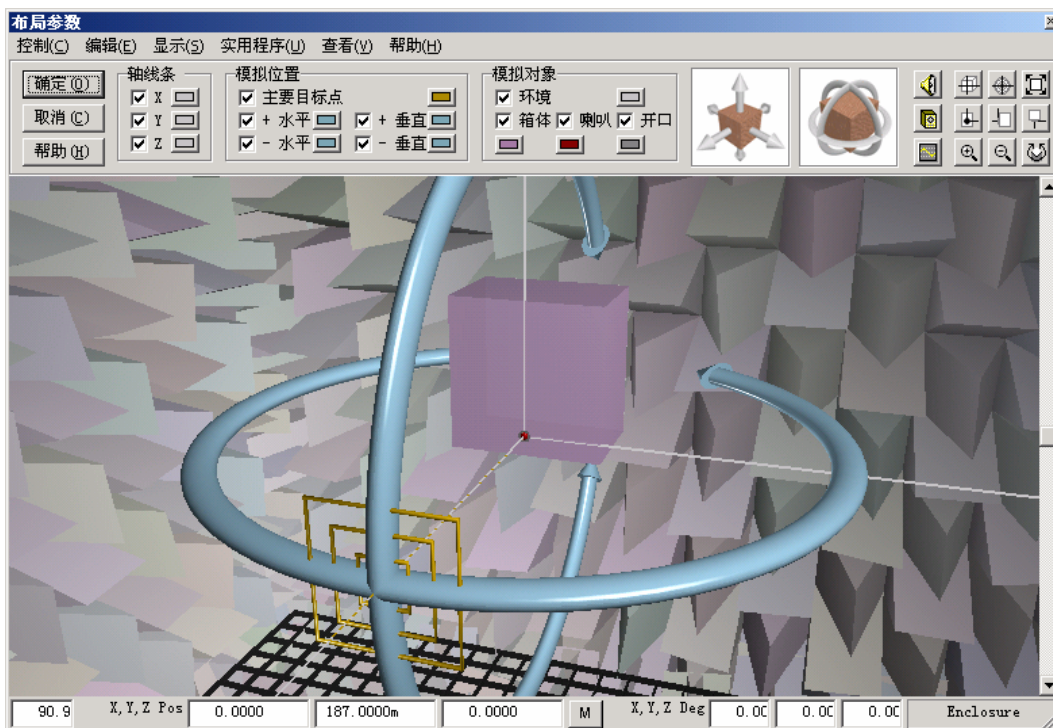 布局参数
控制(C) 编辑(E) 显示(S) 实用程序(U) 查看(V) 帮助(H)
确定(O)
取消(C)
帮助(H)
轴线条
X
Y
Z
模拟位置
主要目标点
+ 水平 + 垂直
- 水平 - 垂直
模拟对象
环境
箱体 喇叭 开口
90.9 X,Y,Z Pos 0.0000 187.0000m 0.0000 M X,Y,Z Deg 0.00 0.00 0.00 Enclosure